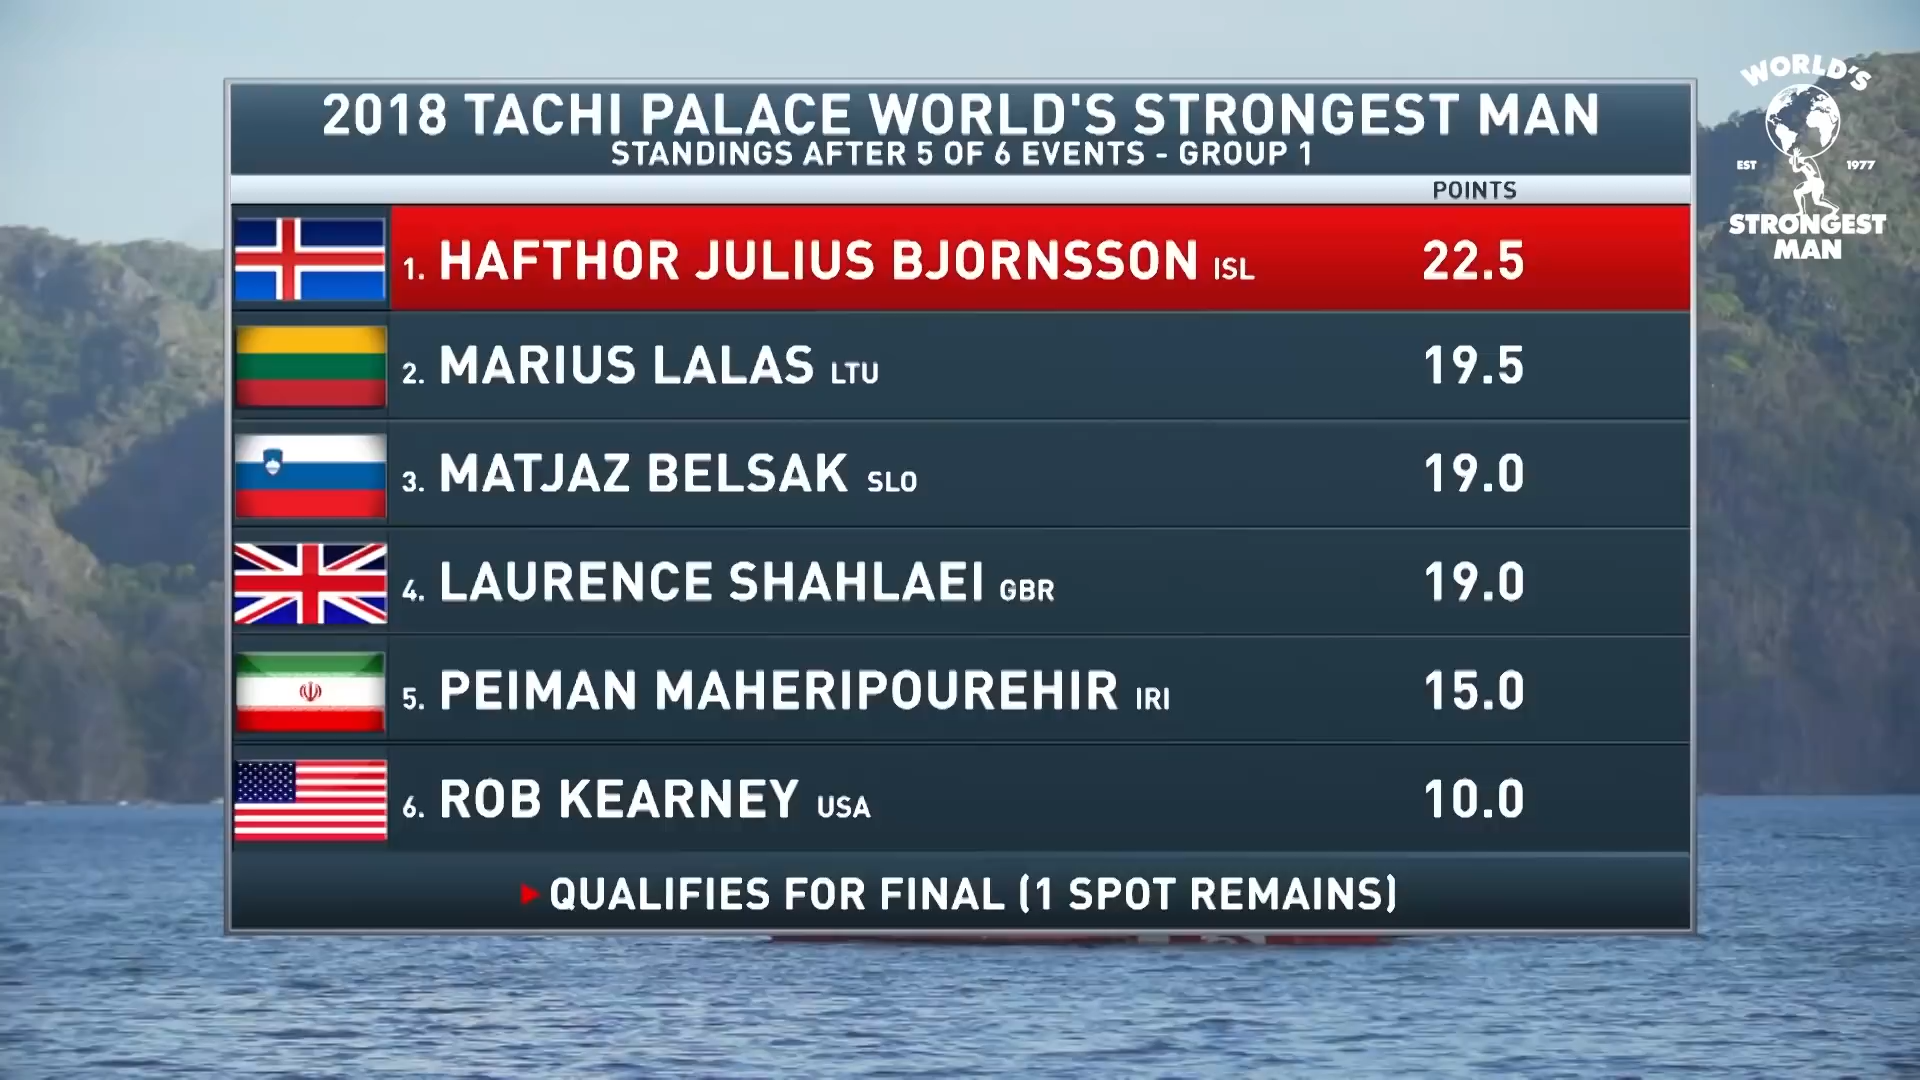 2018 TACHI PALACE WORLD'S STRONGEST MAN
STANDINGS AFTER 5 OF 6 EVENTS - GROUP 1
POINTS
1. HAFTHOR JULIUS BJORNSSON ISL 22.5
2. MARIUS LALAS LTU 19.5
3. MATJAZ BELSAK SLO 19.0
4. LAURENCE SHAHLAEI GBR 19.0
5. PEIMAN MAHERIPOUREHIR IRI 15.0
6. ROB KEARNEY USA 10.0
QUALIFIES FOR FINAL (1 SPOT REMAINS)
WORLD'S
EST 1977
STRONGEST
MAN